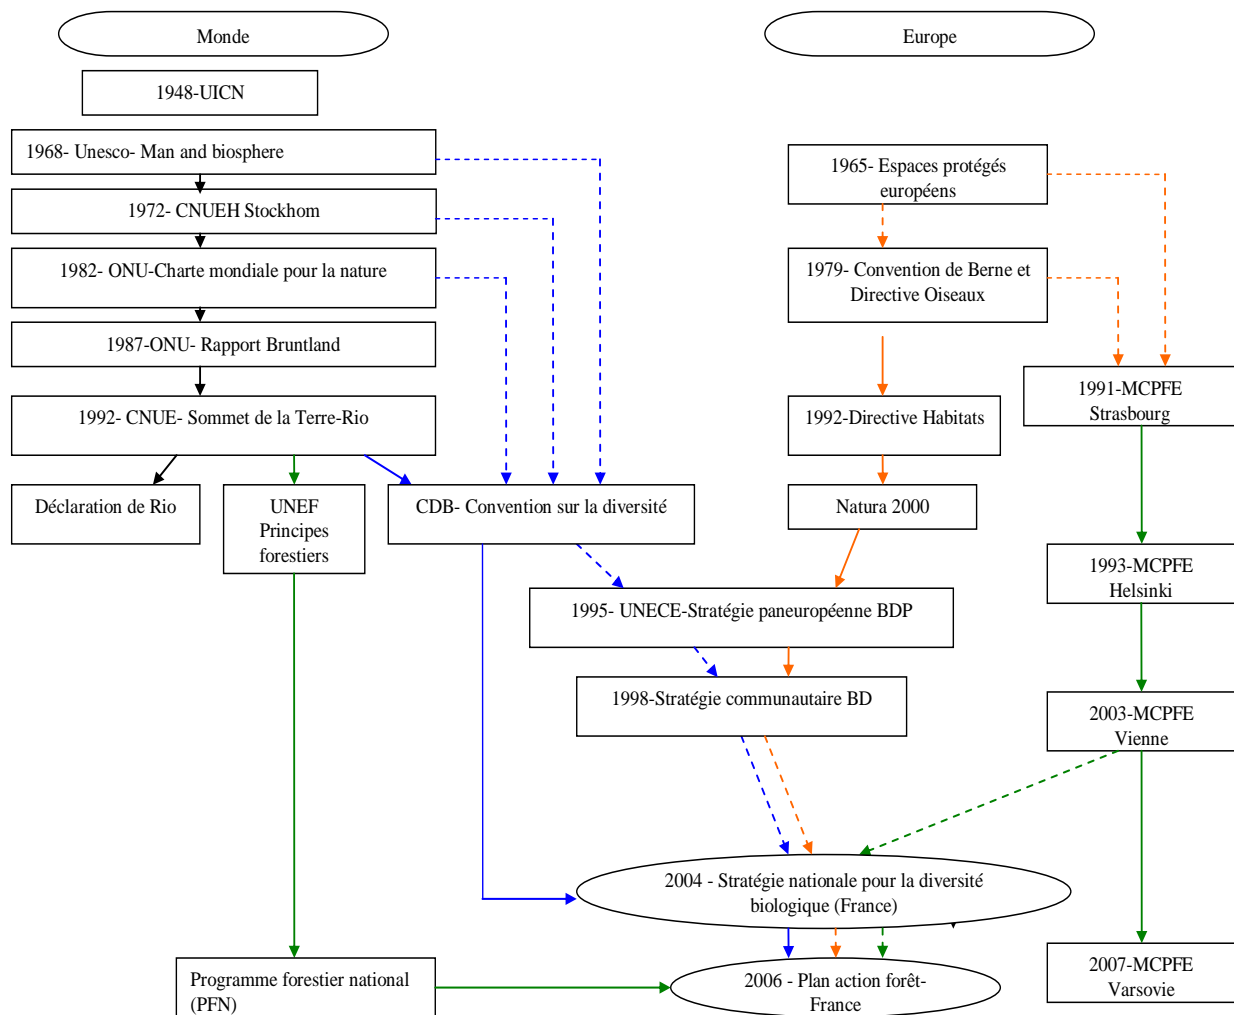 Monde
Europe
1948-UICN
1968- Unesco- Man and biosphere
1972- CNUEH Stockhom
1982- ONU-Charte mondiale pour la nature
1987-ONU- Rapport Bruntland
1992- CNUE- Sommet de la Terre-Rio
Déclaration de Rio
UNEF
Principes
forestiers
CDB- Convention sur la diversité
1965- Espaces protégés
européens
1979- Convention de Berne et
Directive Oiseaux
1992-Directive Habitats
Natura 2000
1991-MCPFE
Strasbourg
1993-MCPFE
Helsinki
1995- UNECE-Stratégie paneuropéenne BDP
1998-Stratégie communautaire BD
2003-MCPFE
Vienne
2004 - Stratégie nationale pour la diversité
biologique (France)
Programme forestier national
(PFN)
2006 - Plan action forêt-
France
2007-MCPFE
Varsovie